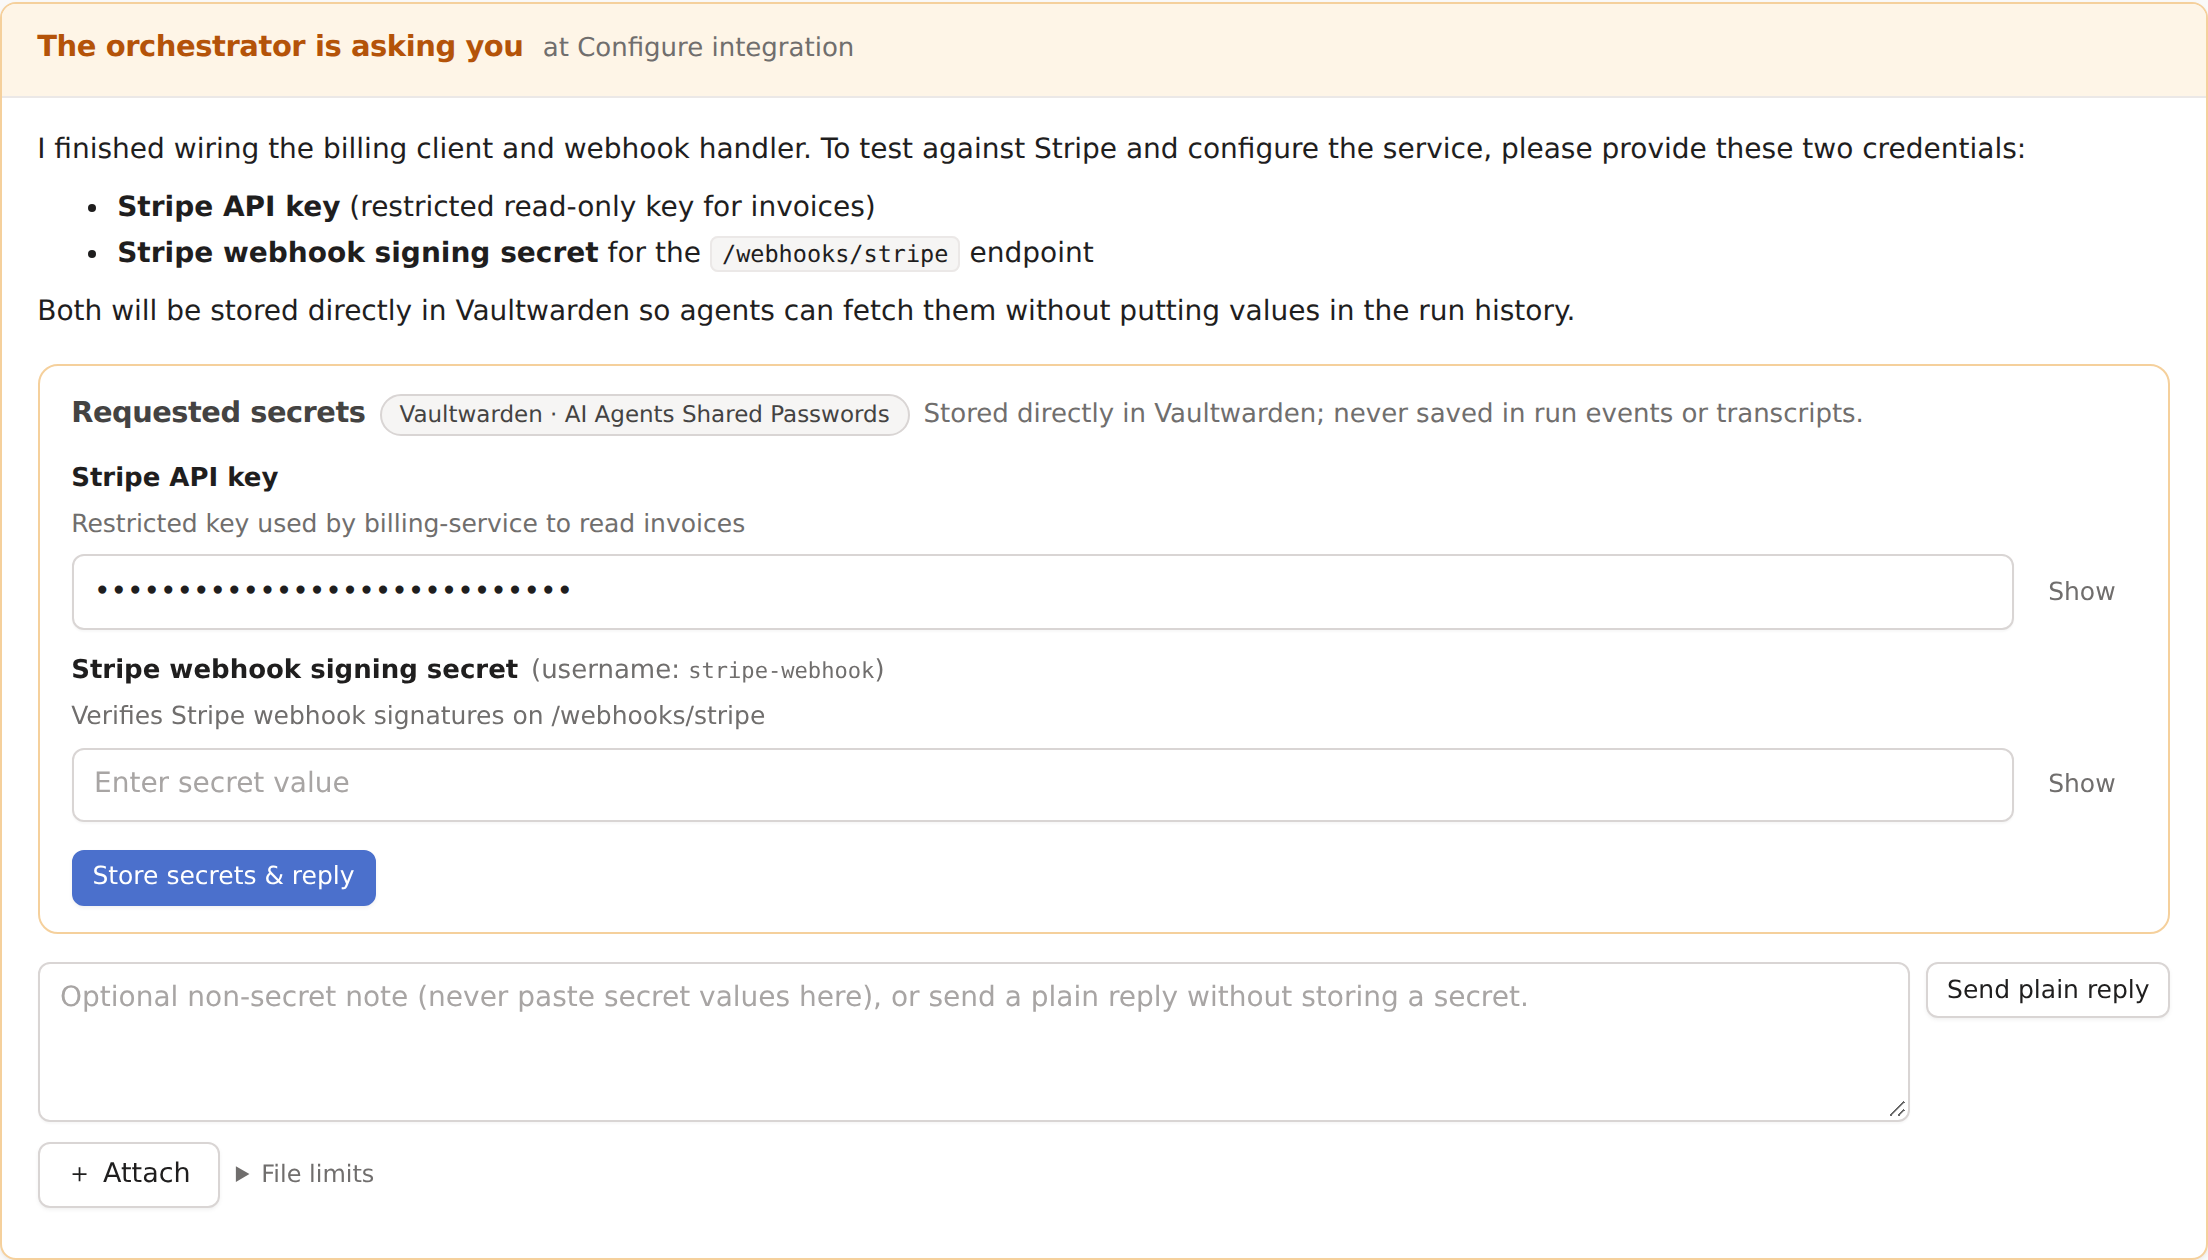 The orchestrator is asking you at Configure integration
I finished wiring the billing client and webhook handler. To test against Stripe and configure the service, please provide these two credentials:
• Stripe API key (restricted read-only key for invoices)
• Stripe webhook signing secret for the /webhooks/stripe endpoint
Both will be stored directly in Vaultwarden so agents can fetch them without putting values in the run history.
Requested secrets Vaultwarden · AI Agents Shared Passwords Stored directly in Vaultwarden; never saved in run events or transcripts.
Stripe API key
Restricted key used by billing-service to read invoices
••••••••••••••••••••••••••••• Show
Stripe webhook signing secret (username: stripe-webhook)
Verifies Stripe webhook signatures on /webhooks/stripe
Enter secret value Show
Store secrets & reply
Optional non-secret note (never paste secret values here), or send a plain reply without storing a secret. Send plain reply
+ Attach ▶ File limits